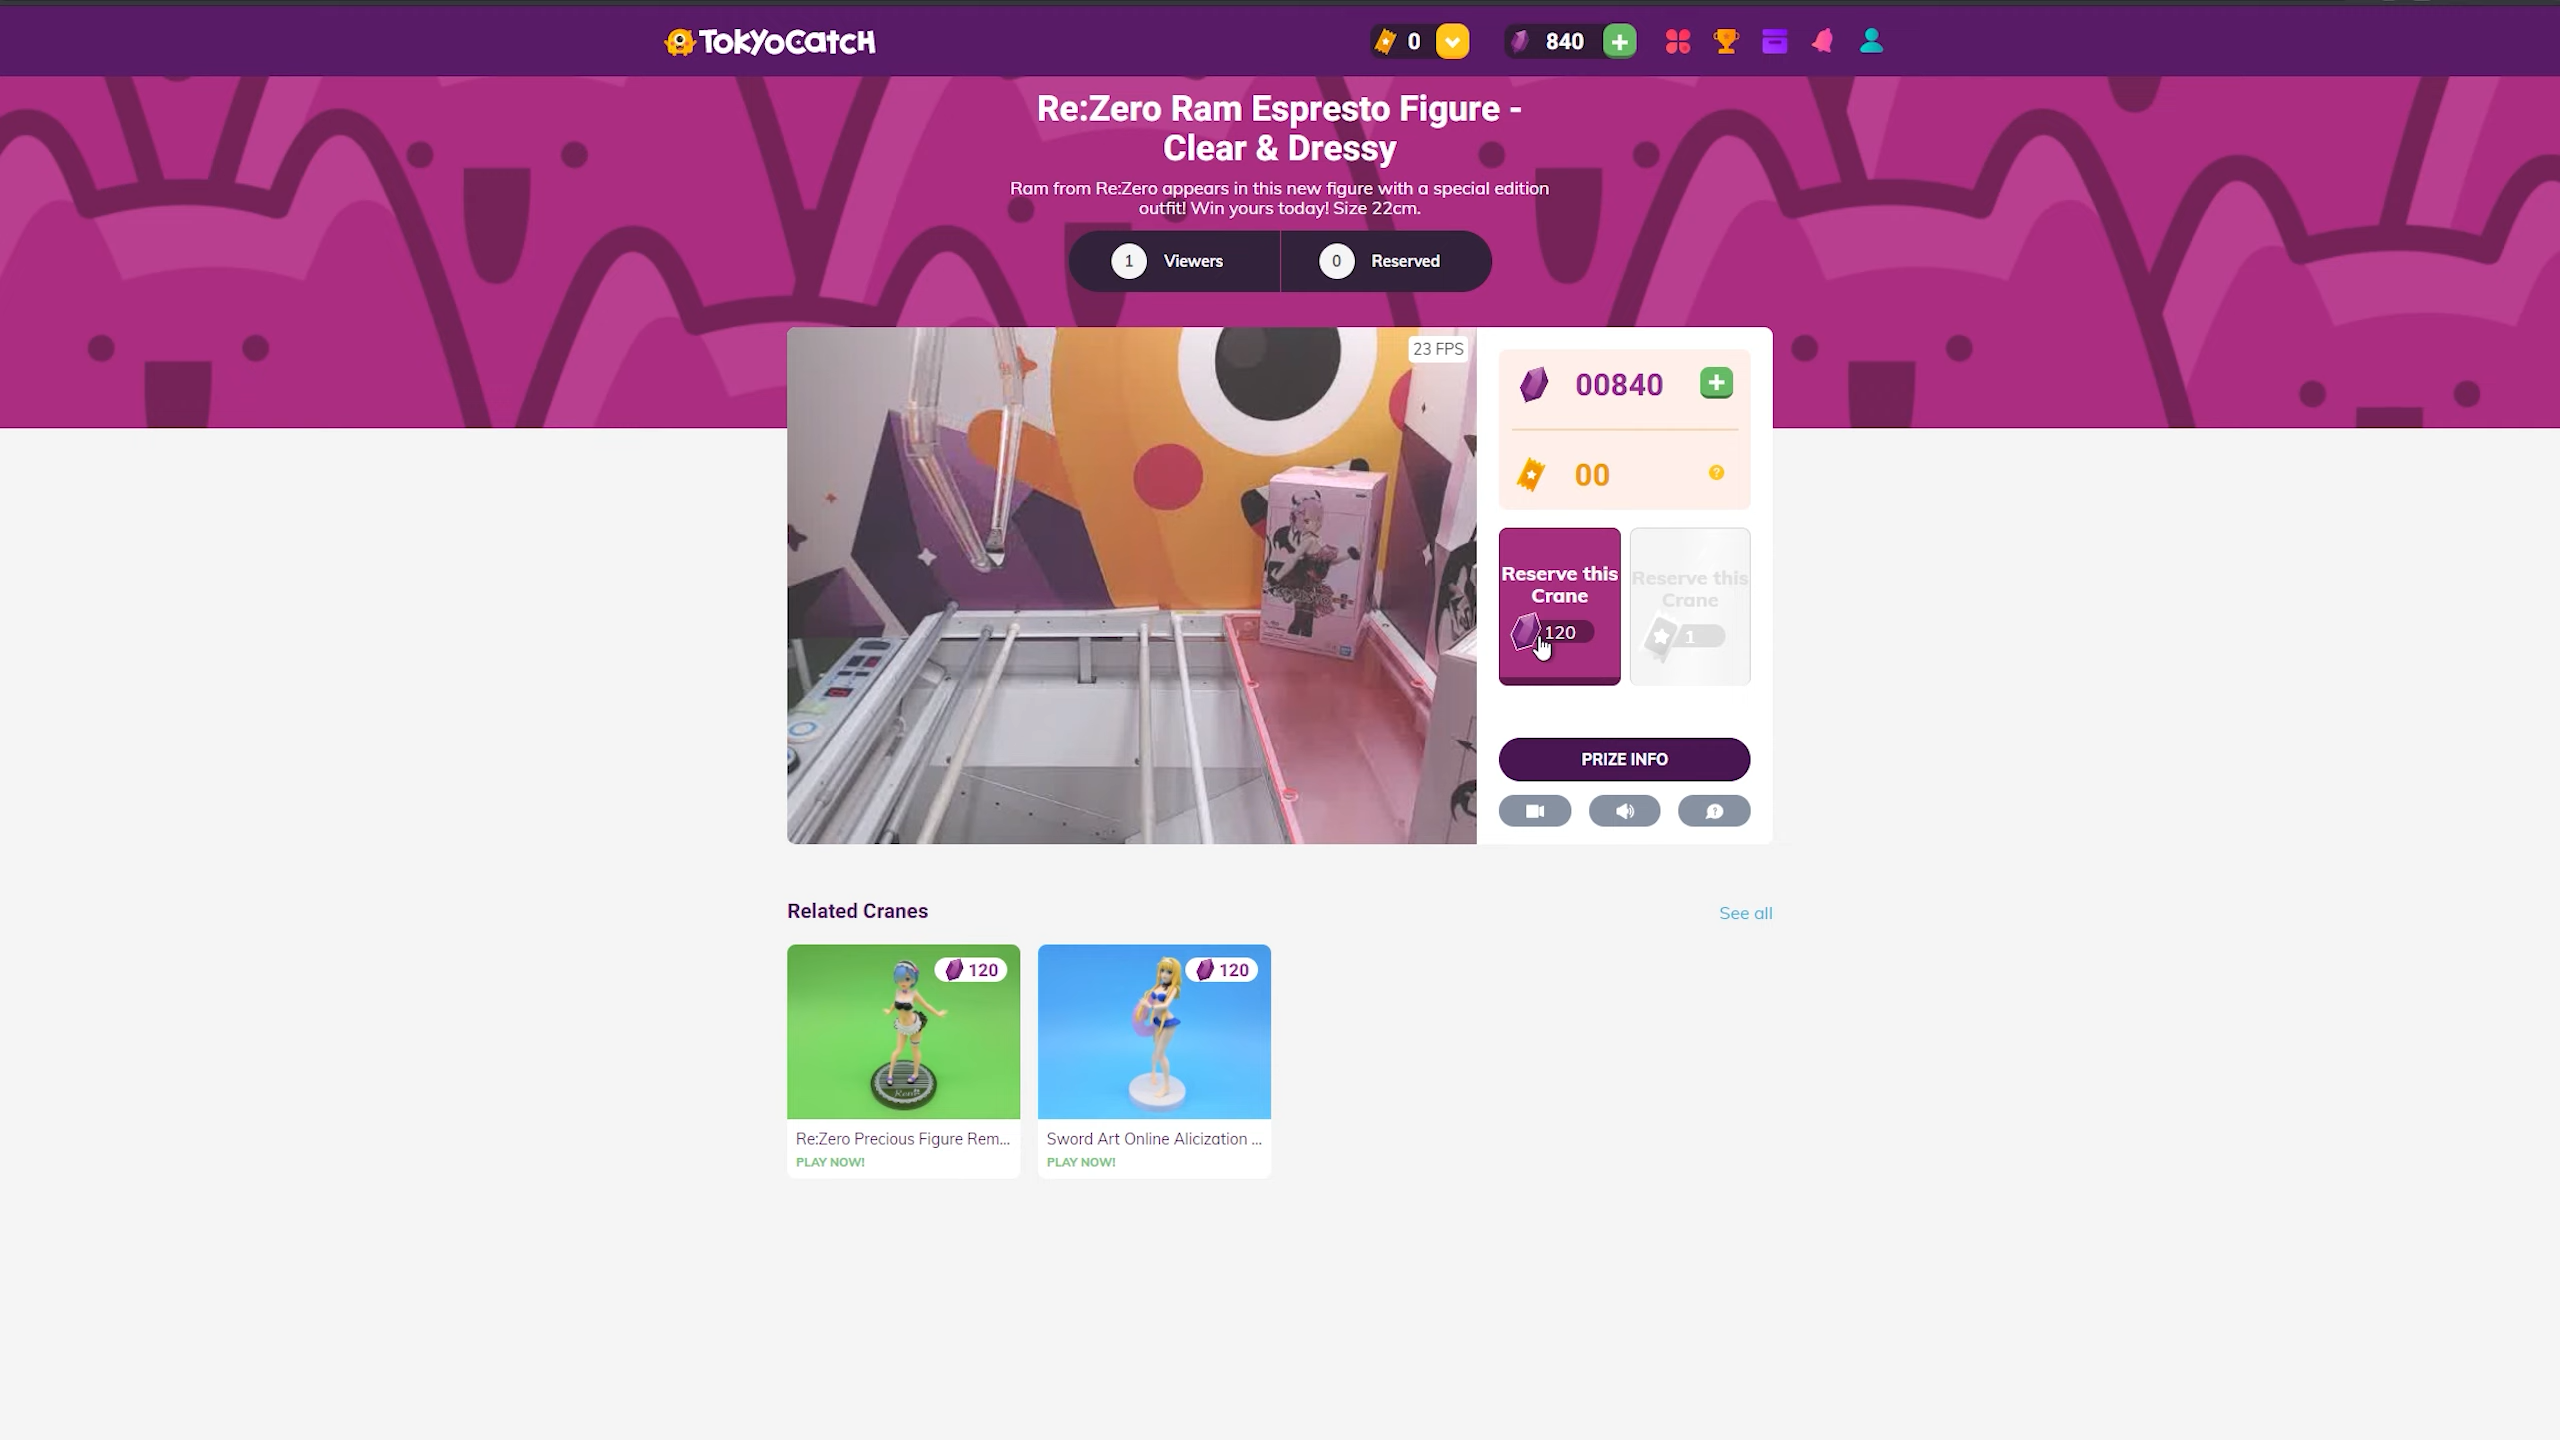 TOKYOCATCH
0
840
Re:Zero Ram Espresto Figure -
Clear & Dressy
Ram from Re:Zero appears in this new figure with a special edition
outfit! Win yours today! Size 22cm.
1 Viewers
0 Reserved
23 FPS
00840
00
?
Reserve this
Crane
120
Reserve this
Crane
1
PRIZE INFO
Related Cranes
See all
120
120
Re:Zero Precious Figure Rem...
PLAY NOW!
Sword Art Online Alicization ...
PLAY NOW!